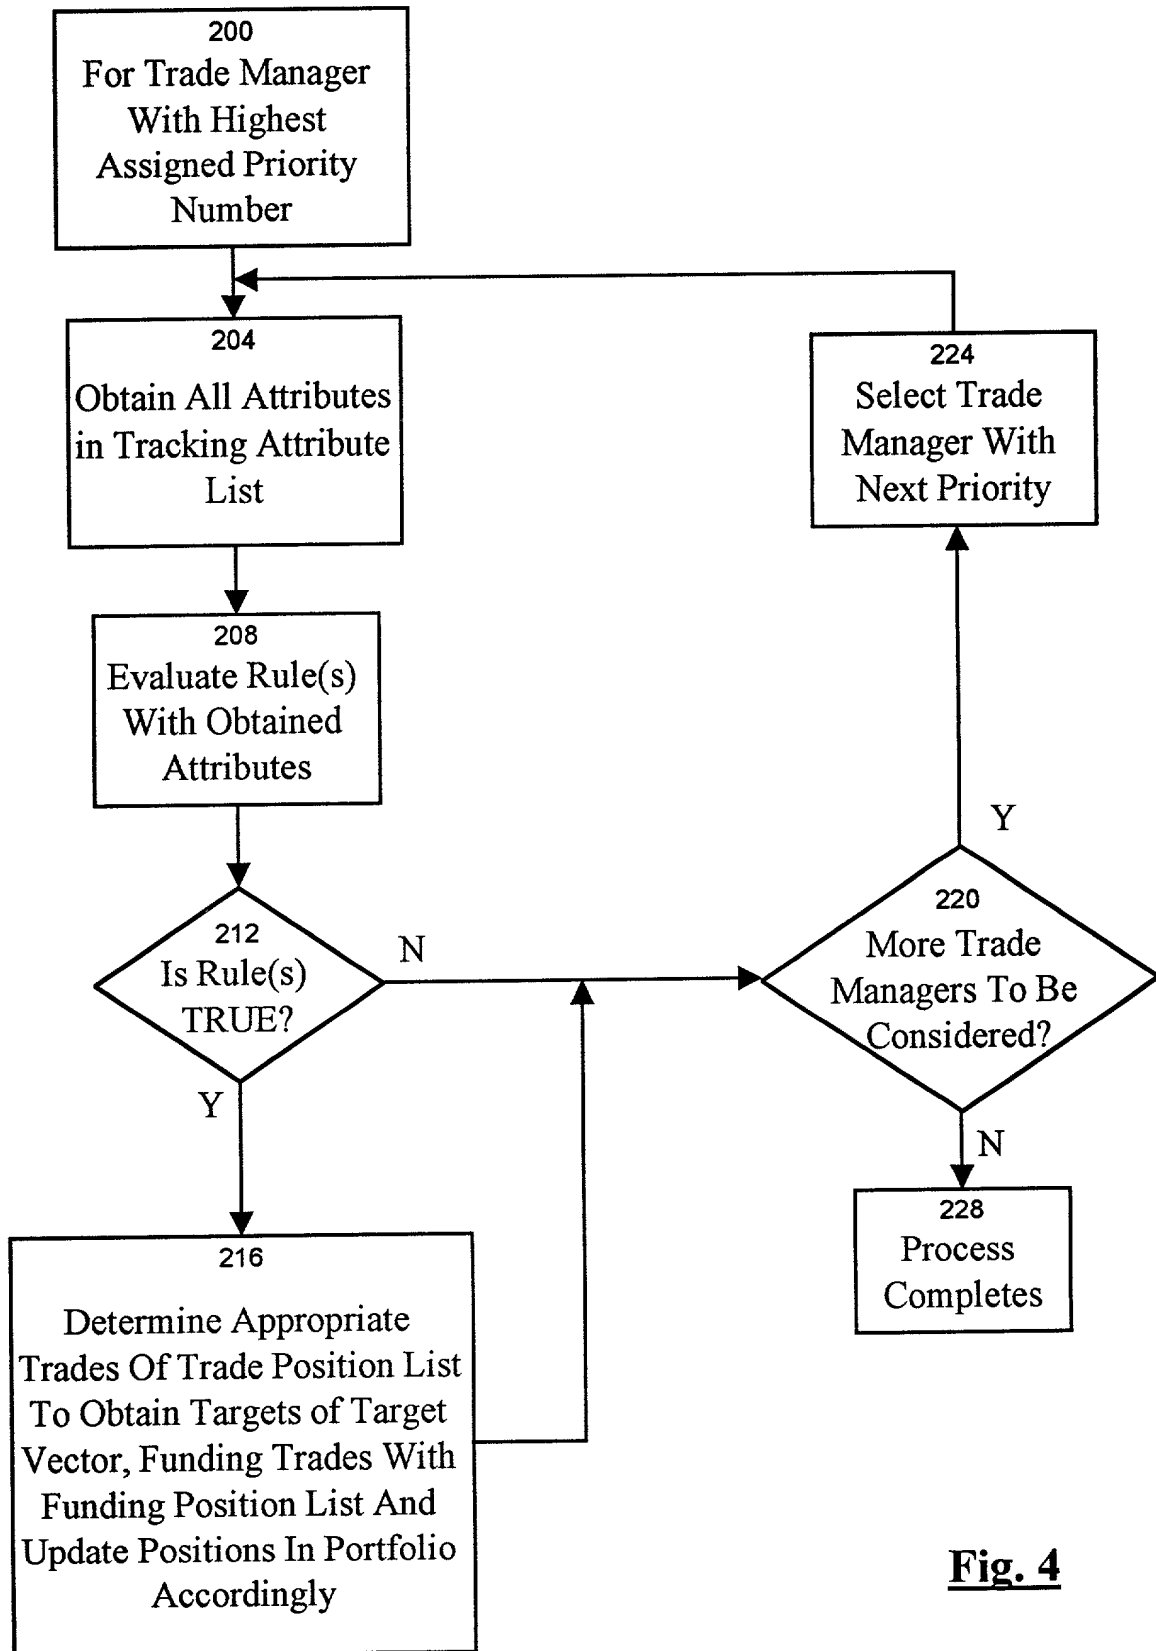 200
For Trade Manager
With Highest
Assigned Priority
Number
204
Obtain All Attributes
in Tracking Attribute
List
208
Evaluate Rule(s)
With Obtained
Attributes
212
Is Rule(s)
TRUE?
N
Y
216
Determine Appropriate
Trades Of Trade Position List
To Obtain Targets of Target
Vector, Funding Trades With
Funding Position List And
Update Positions In Portfolio
Accordingly
224
Select Trade
Manager With
Next Priority
Y
220
More Trade
Managers To Be
Considered?
N
228
Process
Completes
Fig. 4